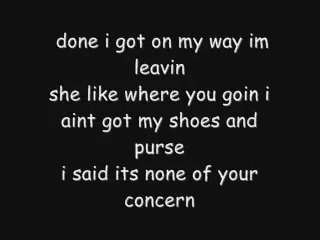 done i got on my way im
leavin
she like where you goin i
aint got my shoes and
purse
i said its none of your
concern